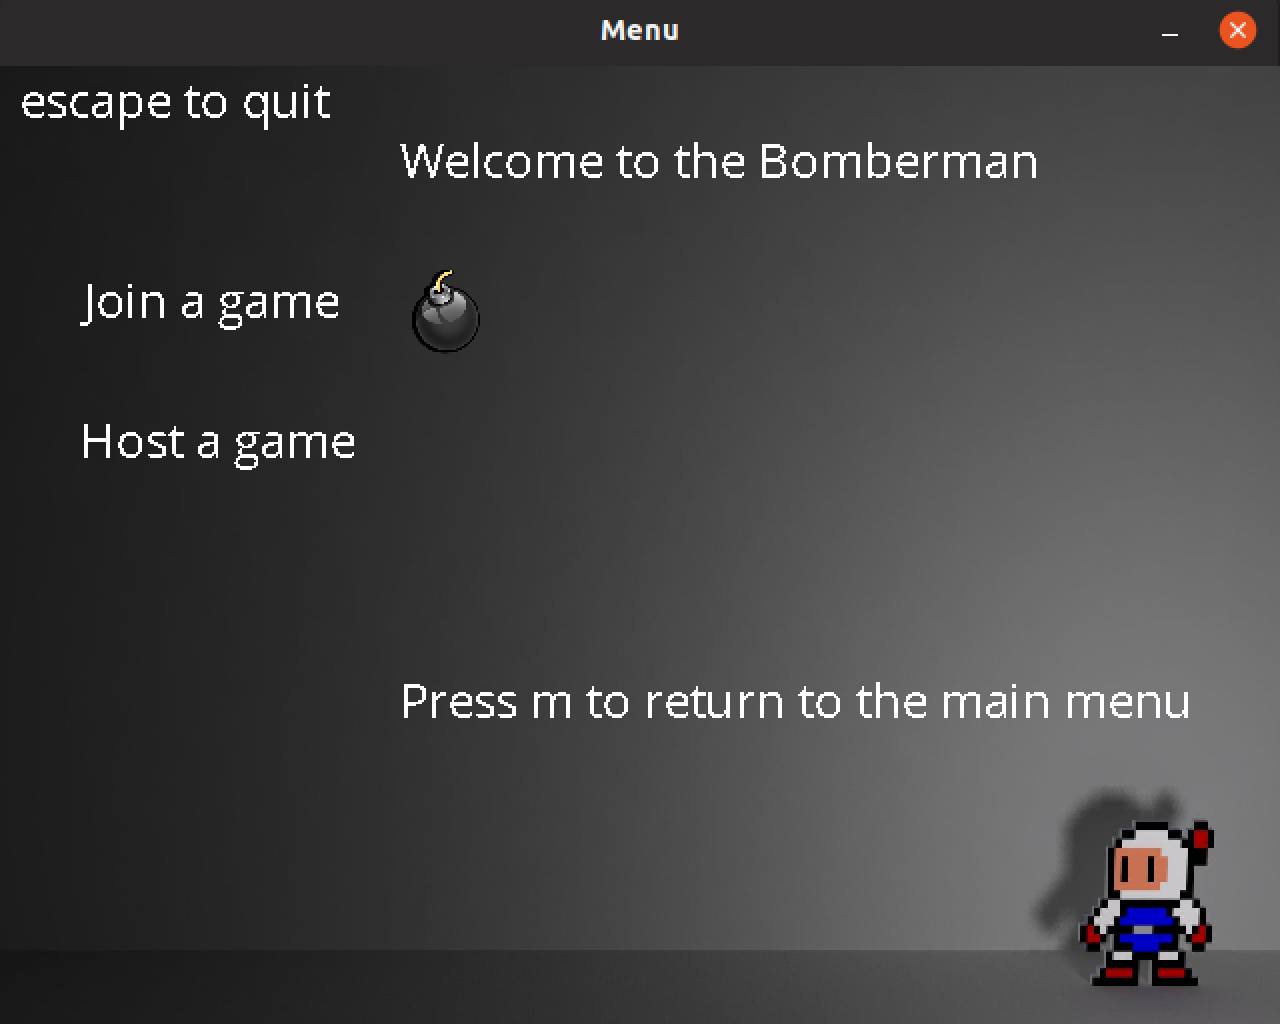 Menu
escape to quit
Welcome to the Bomberman
Join a game
Host a game
Press m to return to the main menu